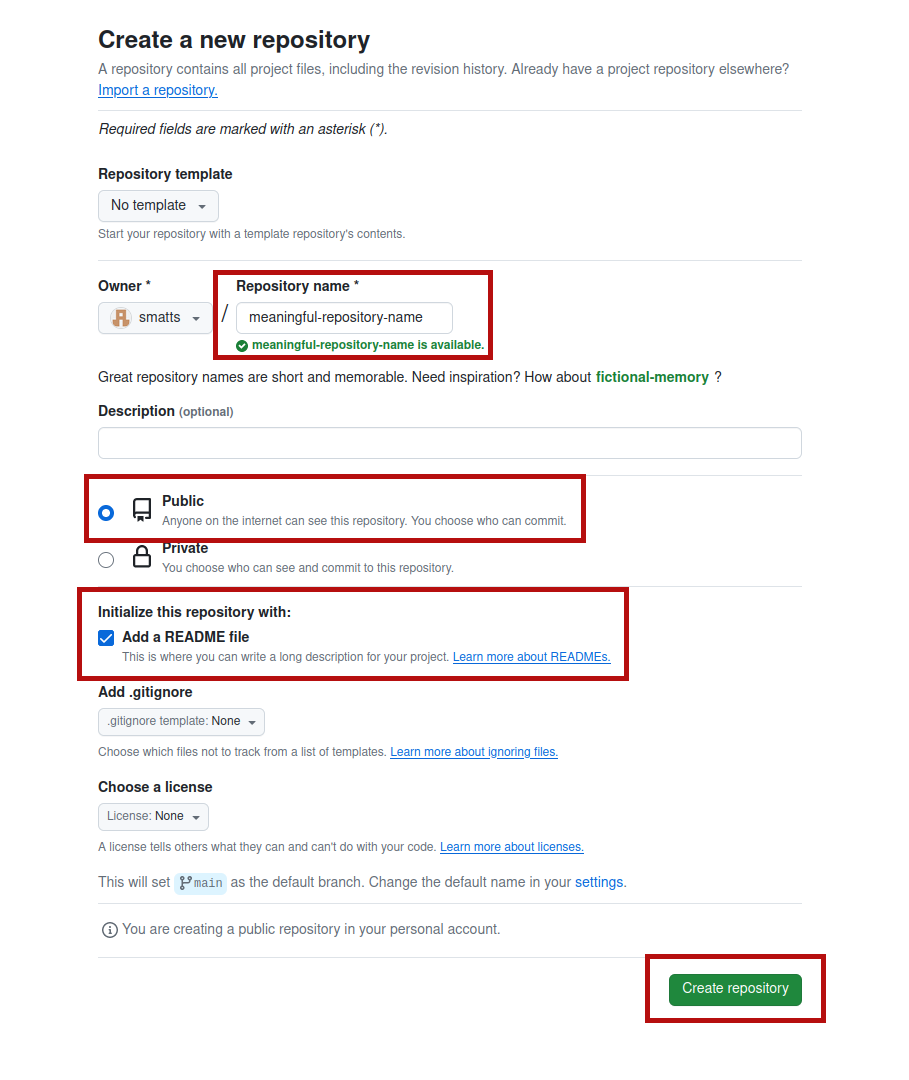 Create a new repository
A repository contains all project files, including the revision history. Already have a project repository elsewhere?
Import a repository.
Required fields are marked with an asterisk (*).
Repository template
No template
Start your repository with a template repository's contents.
Owner *
Repository name *
smatts
/
meaningful-repository-name
meaningful-repository-name is available.
Great repository names are short and memorable. Need inspiration? How about fictional-memory ?
Description (optional)
Public
Anyone on the internet can see this repository. You choose who can commit.
Private
You choose who can see and commit to this repository.
Initialize this repository with:
Add a README file
This is where you can write a long description for your project. Learn more about READMEs.
Add .gitignore
.gitignore template: None
Choose which files not to track from a list of templates. Learn more about ignoring files.
Choose a license
License: None
A license tells others what they can and can't do with your code. Learn more about licenses.
This will set main as the default branch. Change the default name in your settings.
You are creating a public repository in your personal account.
Create repository